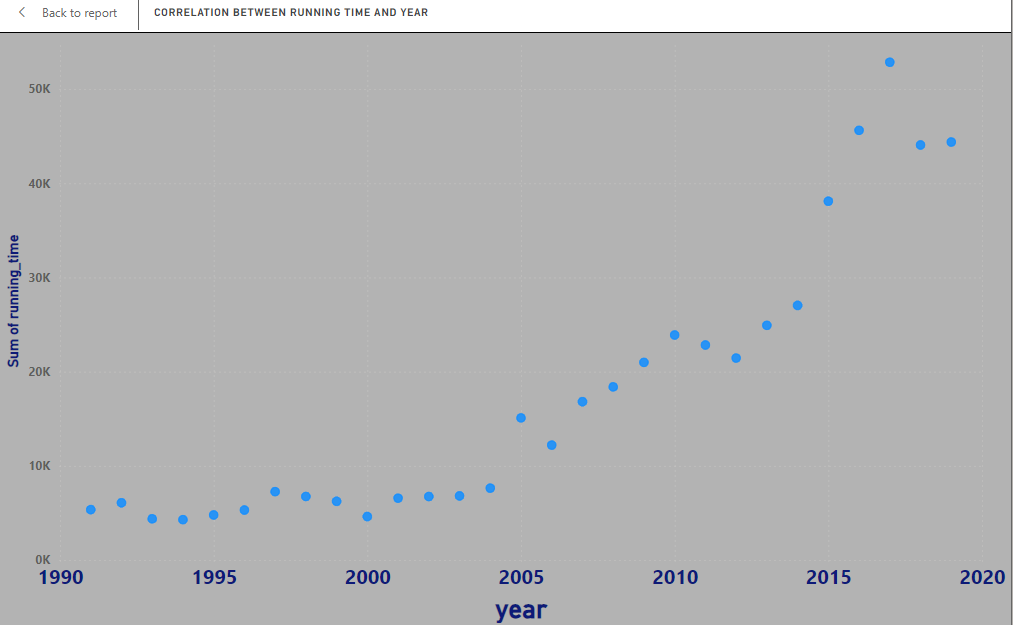 Back to report
CORRELATION BETWEEN RUNNING TIME AND YEAR
50K
40K
30K
20K
10K
0K
Sum of running_time
1990 1995 2000 2005 2010 2015 2020
year